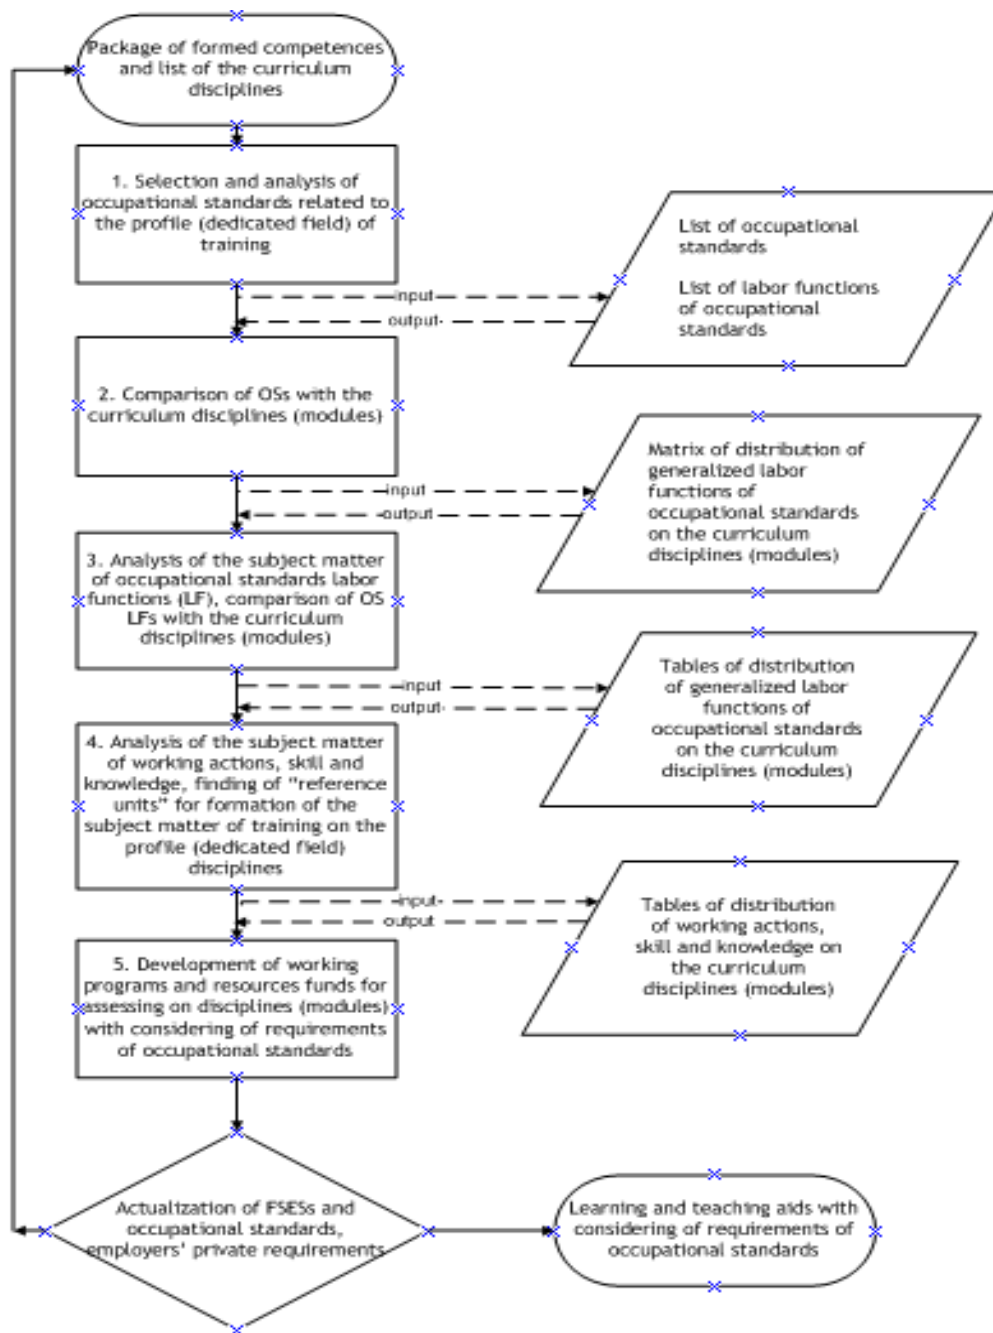 Package of formed competences
and list of the curriculum
disciplines
1. Selection and analysis of
occupational standards related to
the profile (dedicated field) of
training
input
output
List of occupational
standards
List of labor functions
of occupational
standards
2. Comparison of OSs with the
curriculum disciplines (modules)
input
output
Matrix of distribution of
generalized labor
functions of
occupational standards
on the curriculum
disciplines (modules)
3. Analysis of the subject matter
of occupational standards labor
functions (LF), comparison of OS
LFs with the curriculum
disciplines (modules)
input
output
Tables of distribution
of generalized labor
functions of
occupational standards
on the curriculum
disciplines (modules)
4. Analysis of the subject matter
of working actions, skill and
knowledge, finding of “reference
units” for formation of the
subject matter of training on the
profile (dedicated field)
disciplines
input
output
Tables of distribution
of working actions,
skill and knowledge on
the curriculum
disciplines (modules)
5. Development of working
programs and resources funds for
assessing on disciplines (modules)
with considering of requirements
of occupational standards
Actualization of FSESs and
occupational standards,
employers’ private requirements
Learning and teaching aids with
considering of requirements of
occupational standards